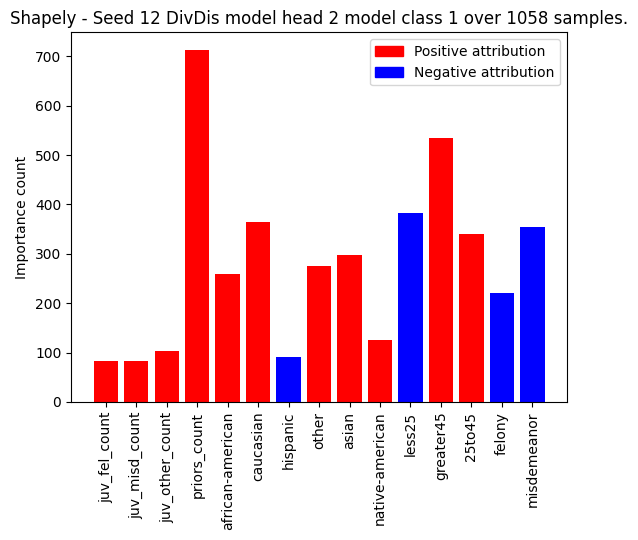 Shapely - Seed 12 DivDis model head 2 model class 1 over 1058 samples.
Positive attribution
Negative attribution
Importance count
700
600
500
400
300
200
100
0
juv_fel_count
juv_misd_count
juv_other_count
priors_count
african-american
caucasian
hispanic
other
asian
native-american
less25
greater45
25to45
felony
misdemeanor